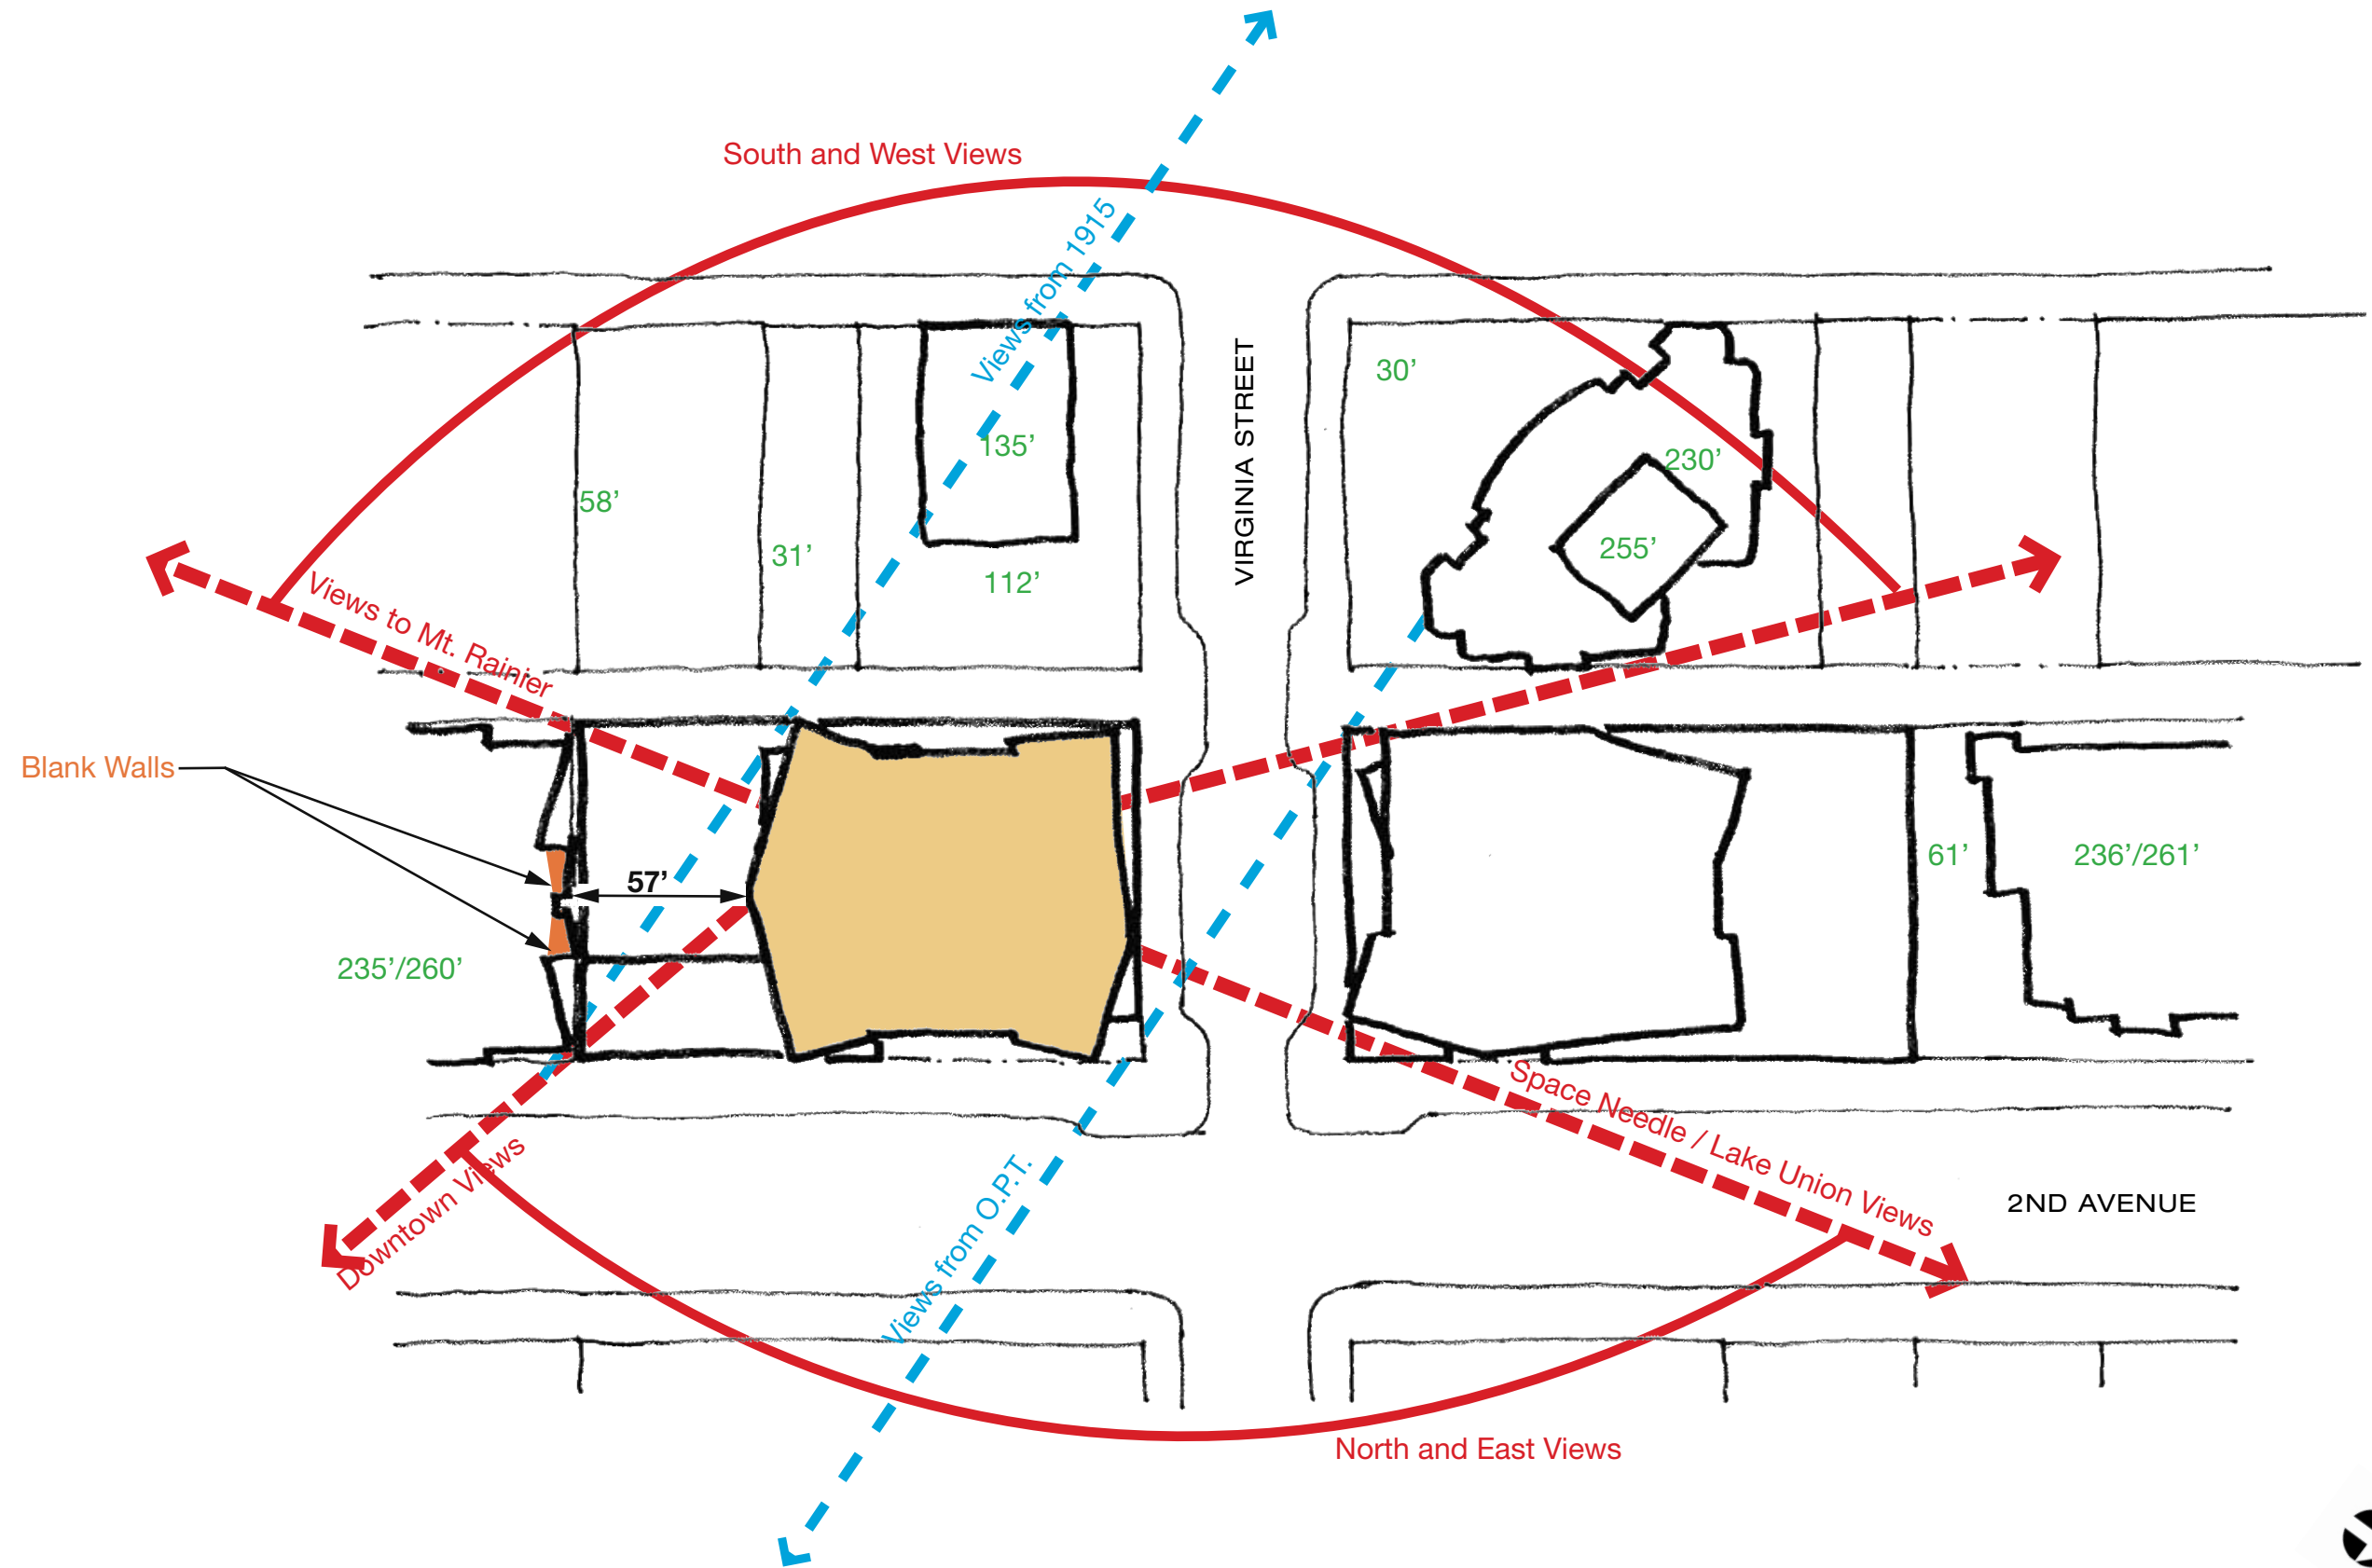 South and West Views
Views from 1915
VIRGINIA STREET
30’
135’
230’
58’
255’
31’
112’
Views to Mt. Rainier
Blank Walls
57’
61’
236’/261’
235’/260’
Space Needle / Lake Union Views
Downtown Views
2ND AVENUE
Views from O.P.T.
North and East Views